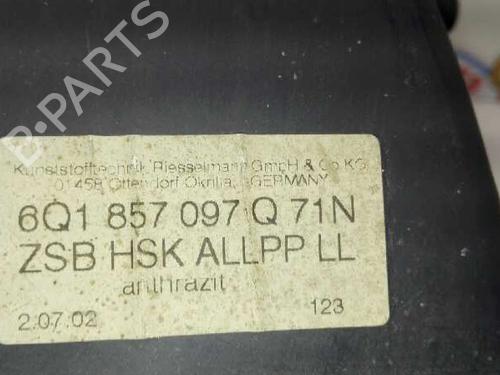 B-PARTS
Kunststofftechnik Riesselmann GmbH & Co KG
01458 Ottendorf Okrilla, GERMANY
6Q1 857 097 Q 71N
ZSB HSK ALLPP LL
anthrazit
2.07.02 123